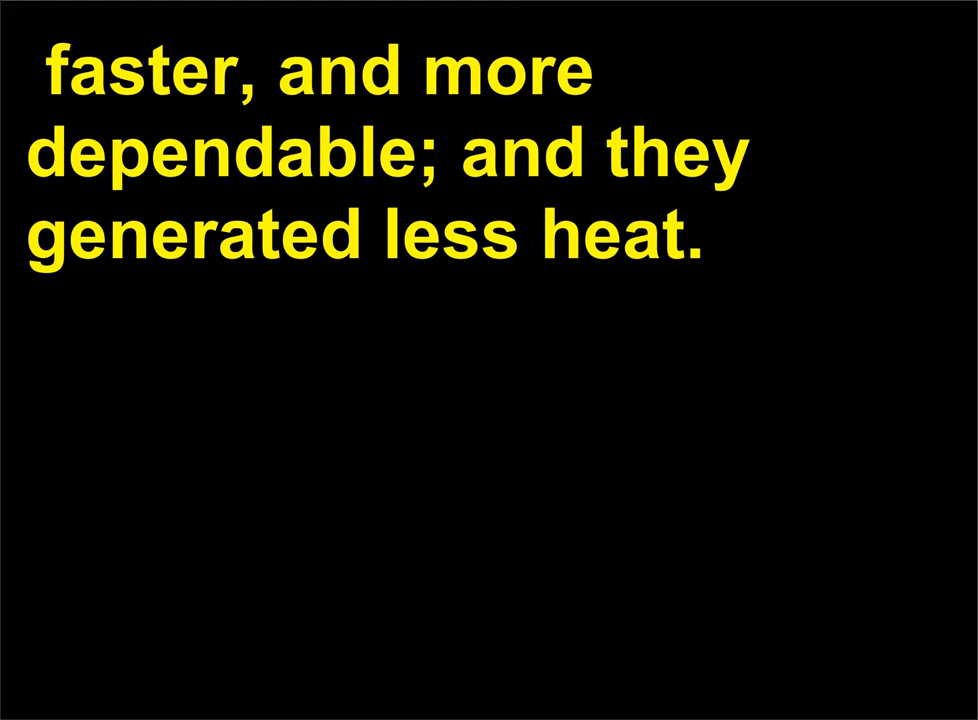 faster, and more
dependable; and they
generated less heat.